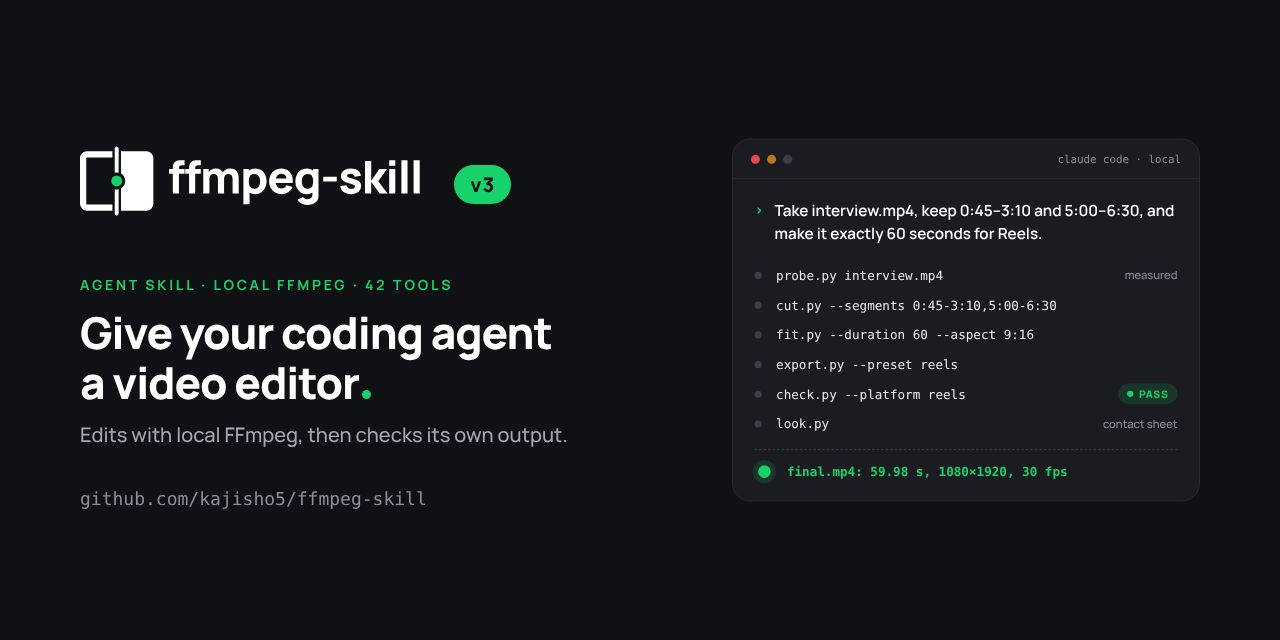 ffmpeg-skill v3
AGENT SKILL · LOCAL FFMPEG · 42 TOOLS
Give your coding agent
a video editor.
Edits with local FFmpeg, then checks its own output.
github.com/kajisho5/ffmpeg-skill
claude code · local
› Take interview.mp4, keep 0:45–3:10 and 5:00–6:30, and
make it exactly 60 seconds for Reels.
probe.py interview.mp4 measured
cut.py --segments 0:45-3:10,5:00-6:30
fit.py --duration 60 --aspect 9:16
export.py --preset reels
check.py --platform reels PASS
look.py contact sheet
final.mp4: 59.98 s, 1080×1920, 30 fps